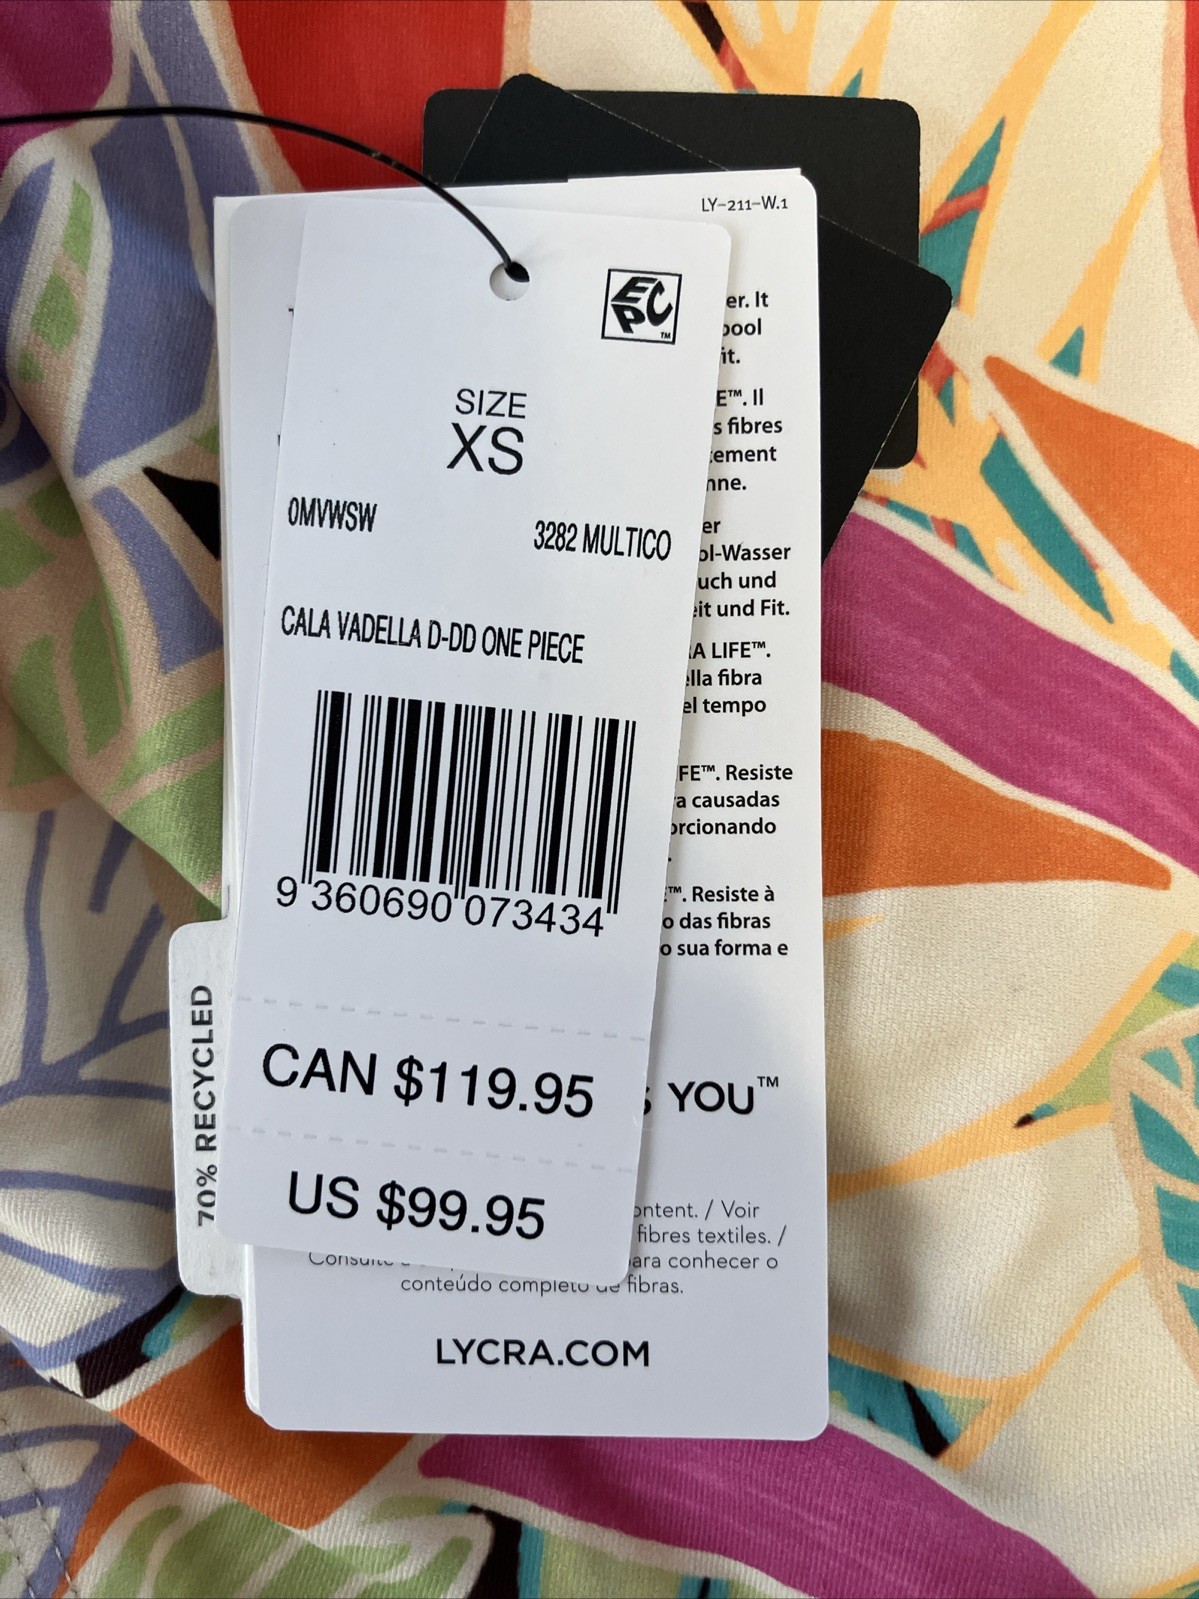 LY-211-W.1
EPC™
SIZE
XS
0MVWSW
3282 MULTICO
CALA VADELLA D-DD ONE PIECE
9 360690 073434
CAN $119.95
US $99.95
70% RECYCLED
er. It
pool
fit.
E™. Il
s fibres
cement
nne.
er
ol-Wasser
uch und
eit und Fit.
A LIFE™.
ella fibra
el tempo
FE™. Resiste
a causadas
orcionando
™. Resiste à
o das fibras
o sua forma e
YOU™
ontent. / Voir
fibres textiles. /
para conhecer o
conteúdo completo de fibras.
LYCRA.COM